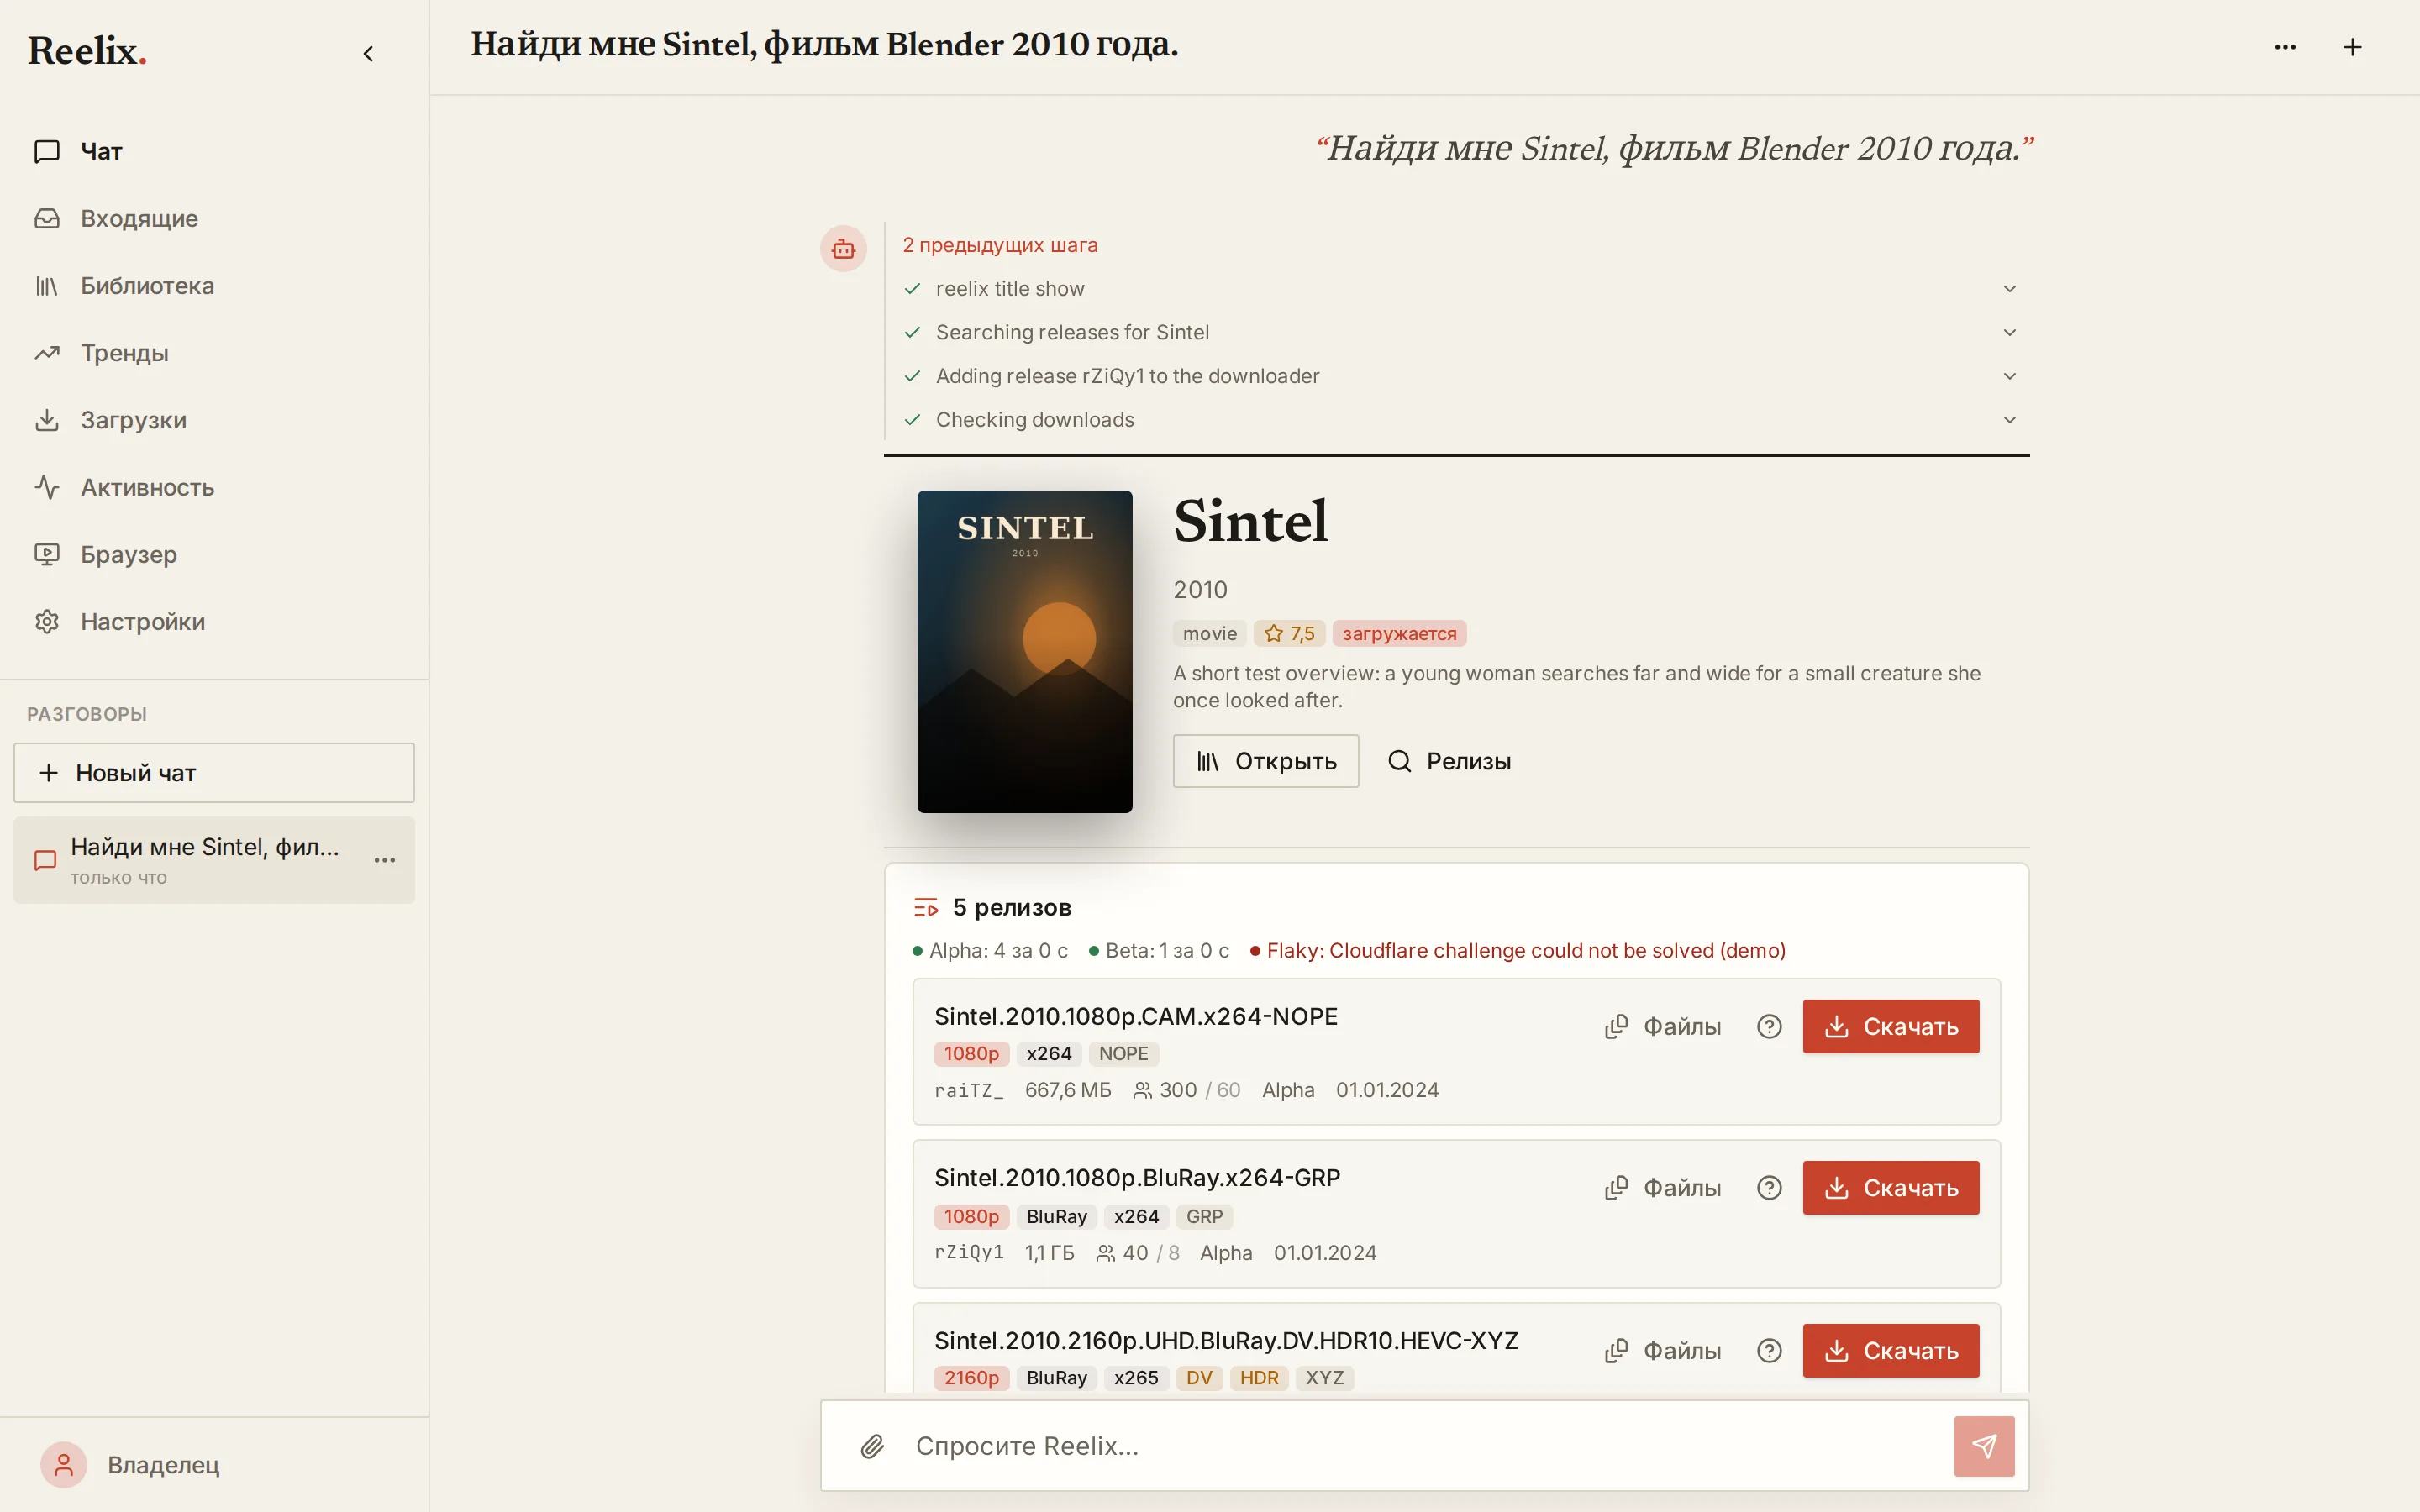 Reelix.
Чат
Входящие
Библиотека
Тренды
Загрузки
Активность
Браузер
Настройки
РАЗГОВОРЫ
Новый чат
Найди мне Sintel, фил...
только что
Владелец
Найди мне Sintel, фильм Blender 2010 года.
“Найди мне Sintel, фильм Blender 2010 года.”
2 предыдущих шага
reelix title show
Searching releases for Sintel
Adding release rZiQy1 to the downloader
Checking downloads
SINTEL
2010
Sintel
2010
movie 7,5 загружается
A short test overview: a young woman searches far and wide for a small creature she
once looked after.
Открыть Релизы
5 релизов
Alpha: 4 за 0 с Beta: 1 за 0 с Flaky: Cloudflare challenge could not be solved (demo)
Sintel.2010.1080p.CAM.x264-NOPE Файлы Скачать
1080p x264 NOPE
raiTZ_ 667,6 МБ 300 / 60 Alpha 01.01.2024
Sintel.2010.1080p.BluRay.x264-GRP Файлы Скачать
1080p BluRay x264 GRP
rZiQy1 1,1 ГБ 40 / 8 Alpha 01.01.2024
Sintel.2010.2160p.UHD.BluRay.DV.HDR10.HEVC-XYZ Файлы Скачать
2160p BluRay x265 DV HDR XYZ
Спросите Reelix...